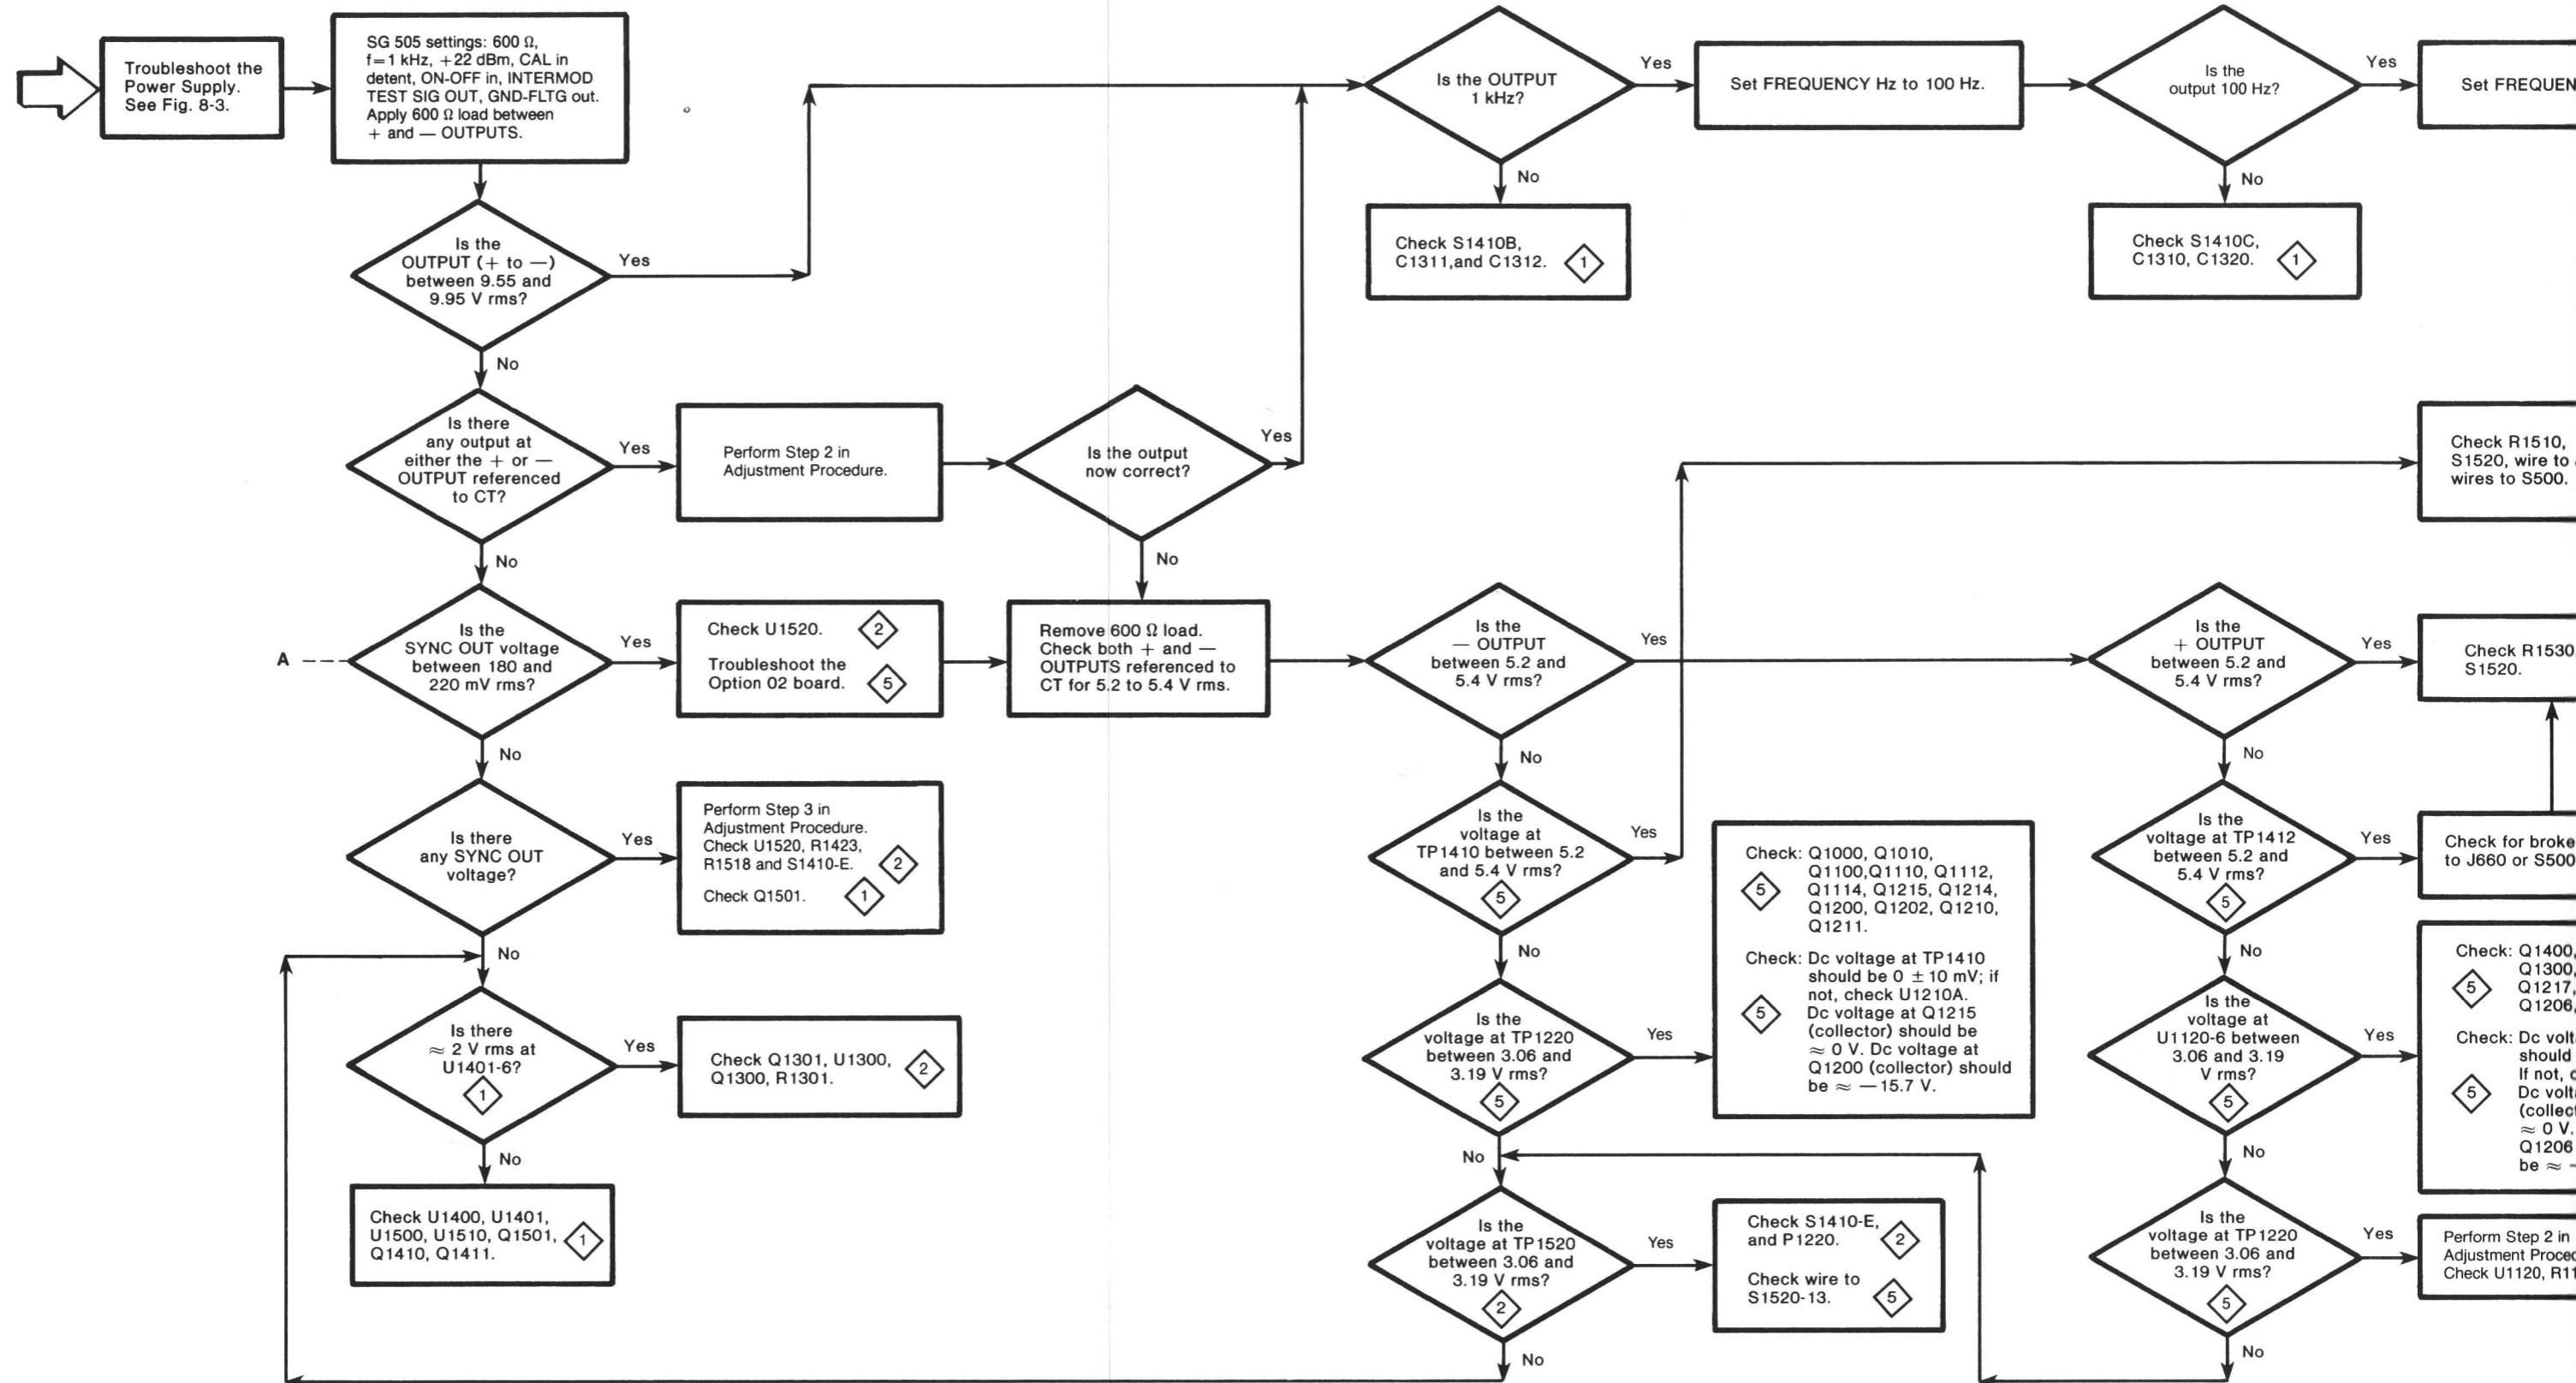 Troubleshoot the
Power Supply.
See Fig. 8-3.
SG 505 settings: 600 Ω,
f=1 kHz, +22 dBm, CAL in
detent, ON-OFF in, INTERMOD
TEST SIG OUT, GND-FLTG out.
Apply 600 Ω load between
+ and — OUTPUTS.
Is the
OUTPUT (+ to —)
between 9.55 and
9.95 V rms?
Yes
No
Is the OUTPUT
1 kHz?
Yes
No
Set FREQUENCY Hz to 100 Hz.
Check S1410B,
C1311,and C1312.
1
Is the
output 100 Hz?
Yes
No
Set FREQUEN
Check S1410C,
C1310, C1320.
1
Is there
any output at
either the + or —
OUTPUT referenced
to CT?
Yes
No
Perform Step 2 in
Adjustment Procedure.
Is the output
now correct?
Yes
No
Check R1510,
S1520, wire to
wires to S500.
A
Is the
SYNC OUT voltage
between 180 and
220 mV rms?
Yes
No
Check U1520.
2
Troubleshoot the
Option 02 board.
5
Remove 600 Ω load.
Check both + and —
OUTPUTS referenced to
CT for 5.2 to 5.4 V rms.
Is the
— OUTPUT
between 5.2 and
5.4 V rms?
Yes
No
Is the
+ OUTPUT
between 5.2 and
5.4 V rms?
Yes
No
Check R1530
S1520.
Is there
any SYNC OUT
voltage?
Yes
No
Perform Step 3 in
Adjustment Procedure.
Check U1520, R1423,
R1518 and S1410-E.
2
Check Q1501.
1
Is the
voltage at
TP1410 between 5.2
and 5.4 V rms?
5
Yes
No
Check: Q1000, Q1010,
Q1100,Q1110, Q1112,
Q1114, Q1215, Q1214,
Q1200, Q1202, Q1210,
Q1211.
5
Check: Dc voltage at TP1410
should be 0 ± 10 mV; if
not, check U1210A.
Dc voltage at Q1215
(collector) should be
≈ 0 V. Dc voltage at
Q1200 (collector) should
be ≈ —15.7 V.
5
Is the
voltage at TP1412
between 5.2 and
5.4 V rms?
5
Yes
No
Check for broke
to J660 or S500
Is there
≈ 2 V rms at
U1401-6?
1
Yes
No
Check Q1301, U1300,
Q1300, R1301.
2
Is the
voltage at TP1220
between 3.06 and
3.19 V rms?
5
Yes
No
Is the
voltage at
U1120-6 between
3.06 and 3.19
V rms?
5
Yes
No
Check: Q1400,
Q1300,
Q1217,
Q1206,
5
Check: Dc volt
should
If not, c
Dc volt
(collec
≈ 0 V.
Q1206
be ≈ —
5
Check U1400, U1401,
U1500, U1510, Q1501,
Q1410, Q1411.
1
Is the
voltage at TP1520
between 3.06 and
3.19 V rms?
2
Yes
No
Check S1410-E,
and P1220.
2
Check wire to
S1520-13.
5
Is the
voltage at TP1220
between 3.06 and
3.19 V rms?
5
Yes
No
Perform Step 2 in
Adjustment Proced
Check U1120, R11